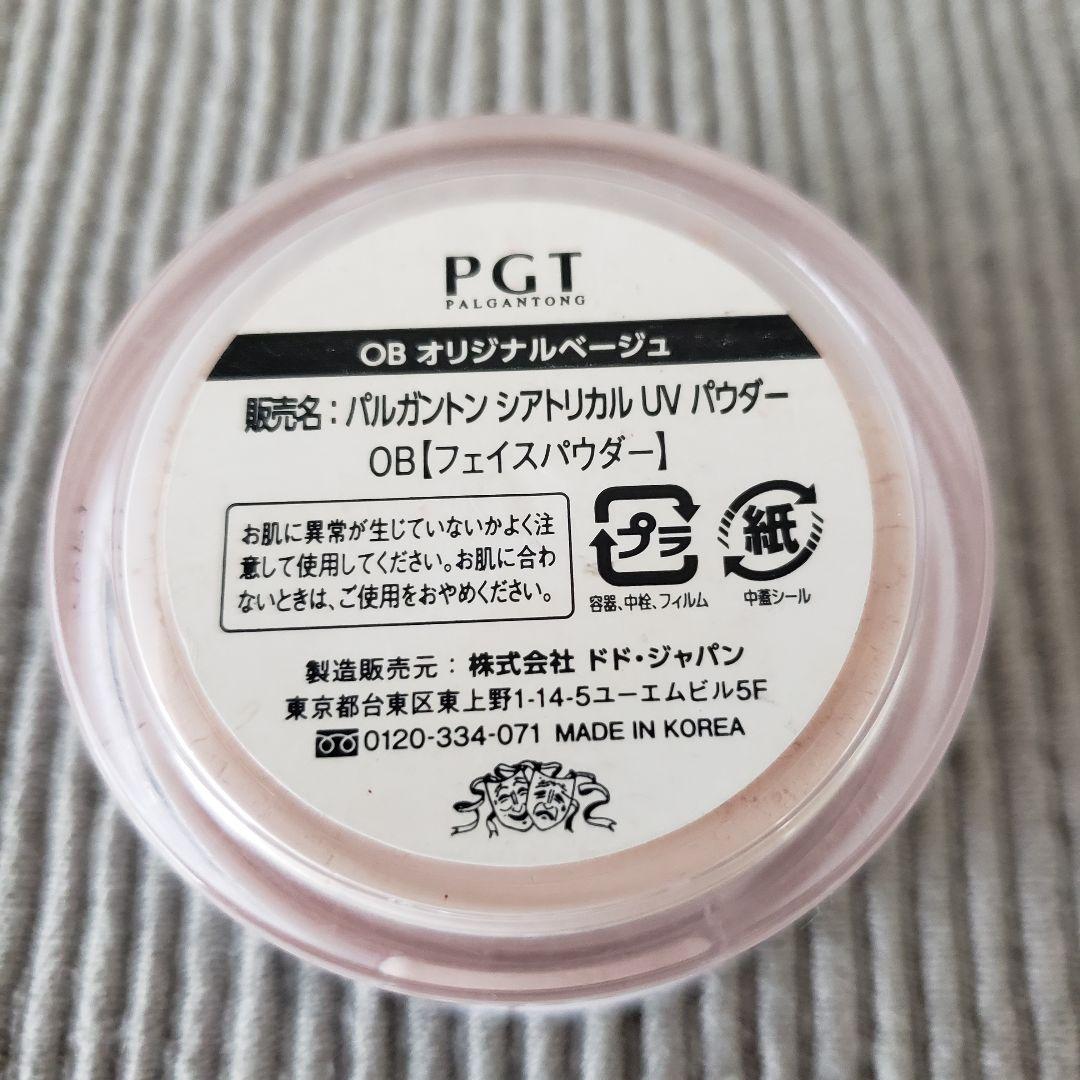 PGT
PALGANTONG
OB オリジナルベージュ
販売名：パルガントン シアトリカル UV パウダー
OB【フェイスパウダー】
お肌に異常が生じていないかよく注
意して使用してください。お肌に合わ
ないときは、ご使用をおやめください。
プラ
容器、中栓、フィルム
紙
中蓋シール
製造販売元：株式会社 ドド・ジャパン
東京都台東区東上野1-14-5ユーエムビル5F
0120-334-071 MADE IN KOREA